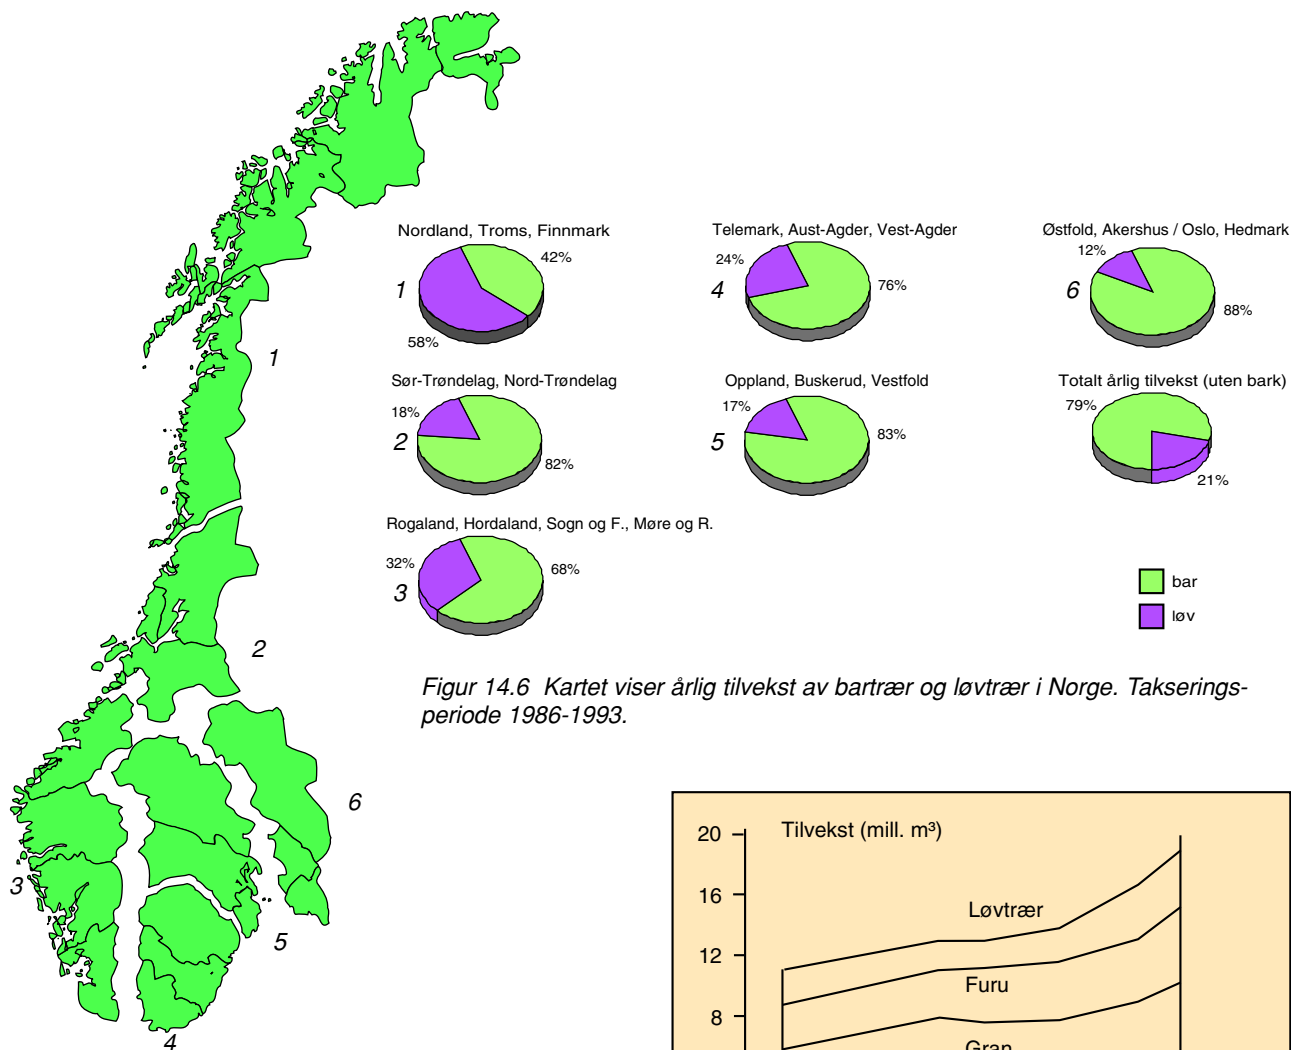 Nordland, Troms, Finnmark
42%
1
58%
Telemark, Aust-Agder, Vest-Agder
24%
4
76%
Østfold, Akershus / Oslo, Hedmark
12%
6
88%
Sør-Trøndelag, Nord-Trøndelag
18%
2
82%
Oppland, Buskerud, Vestfold
17%
5
83%
Totalt årlig tilvekst (uten bark)
79%
21%
Rogaland, Hordaland, Sogn og F., Møre og R.
32%
3
68%
bar
løv
1
2
6
3
5
4
Figur 14.6 Kartet viser årlig tilvekst av bartrær og løvtrær i Norge. Takserings-
periode 1986-1993.
Tilvekst (mill. m³)
20
16
12
8
Løvtrær
Furu
Gran